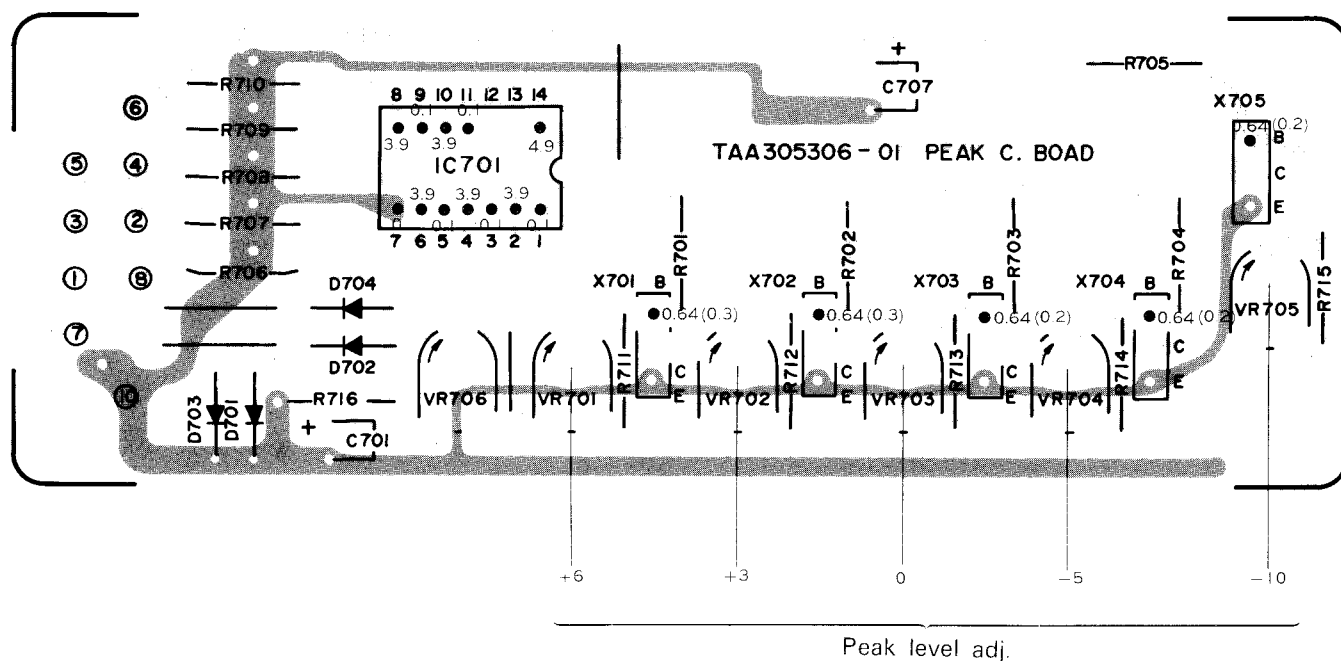 +
R705
R710
C707
8 9 10 11 12 13 14
X705
⑥
0.1 0.1
0.64(0.2)
R709
B
3.9 3.9 4.9
TAA305306-01 PEAK C. BOAD
⑤ ④
IC701
R708
C
3.9 3.9 3.9
③ ②
R707
E
0 0.1 0.1 0.1
7 6 5 4 3 2 1
R701 R702 R703 R704
① ⑧
R706
D704
X701 B X702 B X703 B X704 B
VR705 R715
0.64(0.3) 0.64(0.3) 0.64(0.2) 0.64(0.2)
⑦
D702
R711 C R712 C R713 C R714 C
⑩
R716
VR706 VR701 E VR702 E VR703 E VR704 E
D703 D701
+
C701
+6 +3 0 -5 -10
Peak level adj.